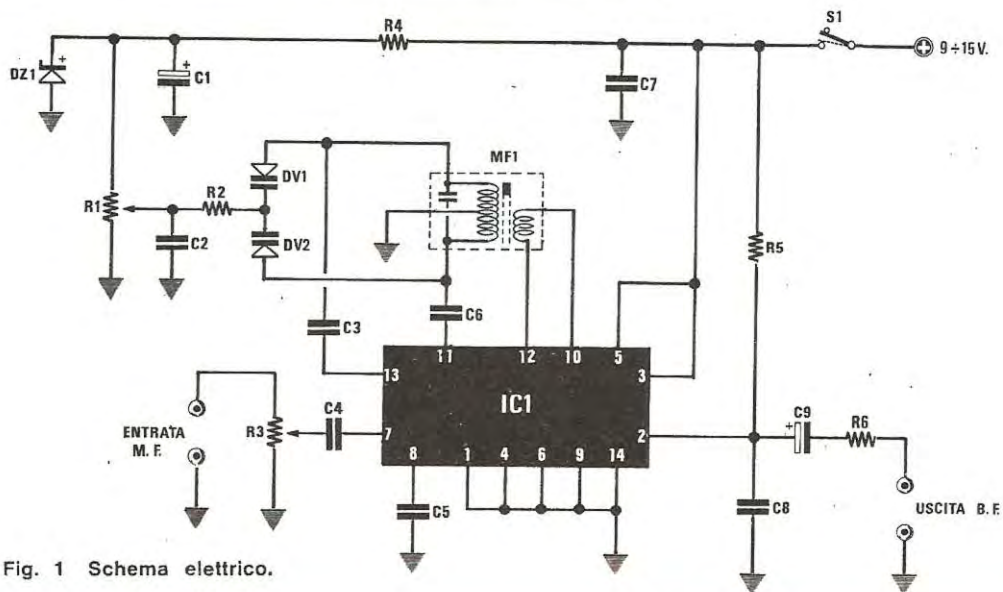 S1
R4
9÷15V.
DZ1
+
C1
+
C7
MF1
DV1
R2
R1
DV2
C2
R5
C6
C3
11
12
10
5
13
3
IC1
C9
R6
+
C4
ENTRATA
M. F.
R3
7
2
8
1
4
6
9
14
C5
C8
USCITA B. F.
Fig. 1 Schema elettrico.